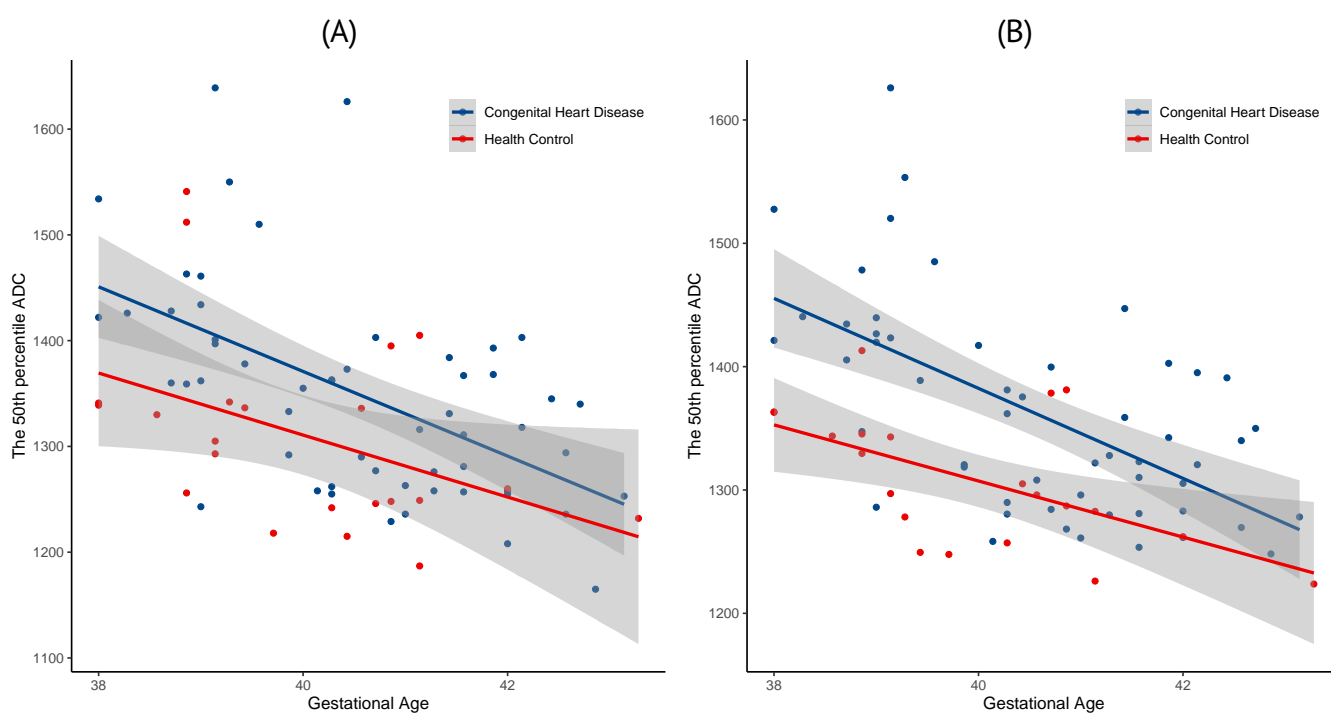 (A)
The 50th percentile ADC
1600
1500
1400
1300
1200
1100
38
40
42
Gestational Age
Congenital Heart Disease
Health Control
(B)
The 50th percentile ADC
1600
1500
1400
1300
1200
38
40
42
Gestational Age
Congenital Heart Disease
Health Control